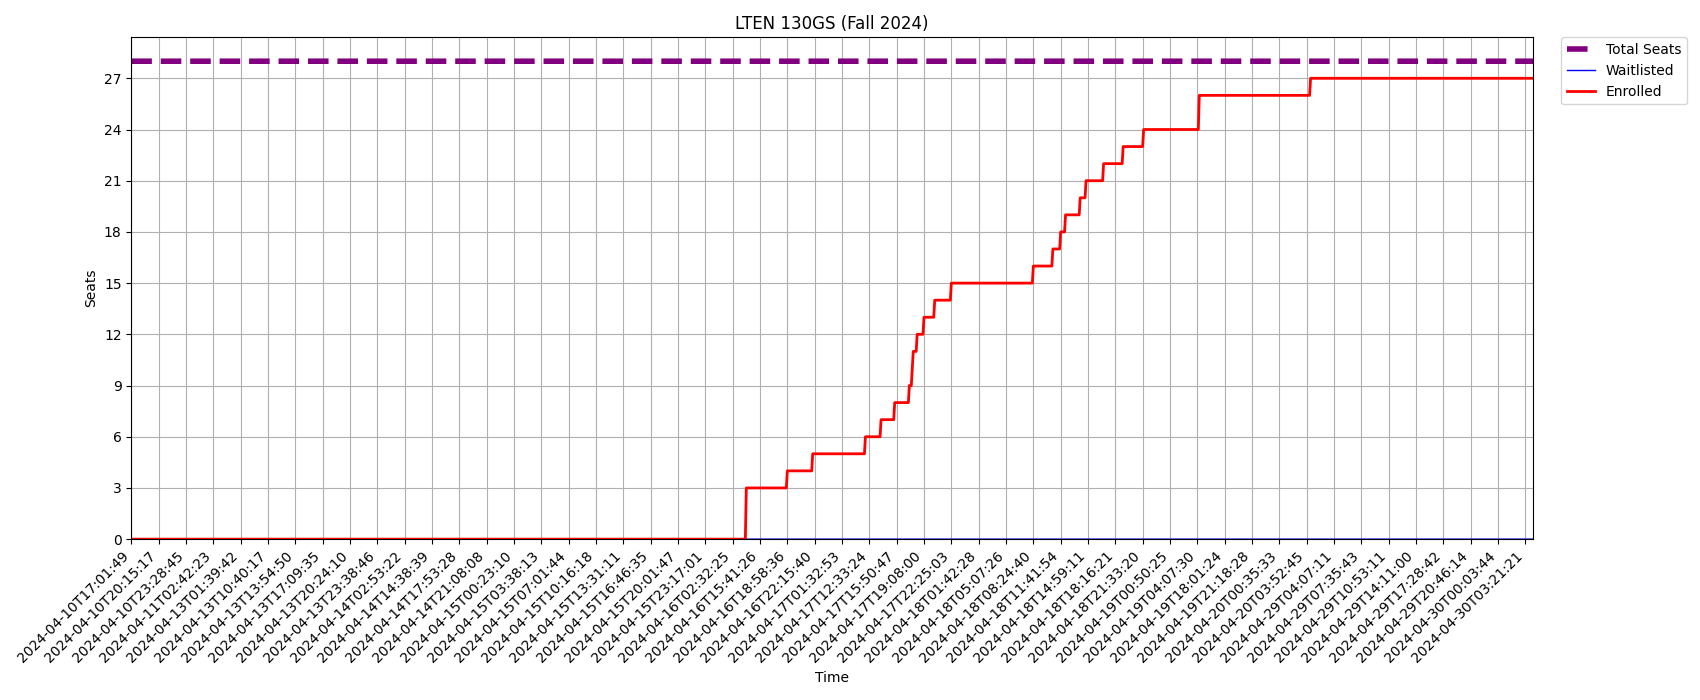 LTEN 130GS (Fall 2024)
Total Seats
Waitlisted
Enrolled
Seats
27
24
21
18
15
12
9
6
3
0
2024-04-10T17:01:49
2024-04-10T20:15:17
2024-04-10T23:28:45
2024-04-11T02:42:23
2024-04-13T01:39:42
2024-04-13T10:40:17
2024-04-13T13:54:50
2024-04-13T17:09:35
2024-04-13T20:24:10
2024-04-13T23:38:46
2024-04-14T02:53:22
2024-04-14T14:38:39
2024-04-14T17:53:28
2024-04-14T21:08:08
2024-04-15T00:23:10
2024-04-15T03:38:13
2024-04-15T07:01:44
2024-04-15T10:16:18
2024-04-15T13:31:11
2024-04-15T16:46:35
2024-04-15T20:01:47
2024-04-15T23:17:01
2024-04-16T02:32:25
2024-04-16T15:41:26
2024-04-16T18:58:36
2024-04-16T22:15:40
2024-04-17T01:32:53
2024-04-17T12:33:24
2024-04-17T15:50:47
2024-04-17T19:08:00
2024-04-17T22:25:03
2024-04-18T01:42:28
2024-04-18T05:07:26
2024-04-18T08:24:40
2024-04-18T11:41:54
2024-04-18T14:59:11
2024-04-18T18:16:21
2024-04-18T21:33:20
2024-04-19T00:50:25
2024-04-19T04:07:30
2024-04-19T18:01:24
2024-04-19T21:18:28
2024-04-20T00:35:33
2024-04-20T03:52:45
2024-04-29T04:07:11
2024-04-29T07:35:43
2024-04-29T10:53:11
2024-04-29T14:11:00
2024-04-29T17:28:42
2024-04-29T20:46:14
2024-04-30T00:03:44
2024-04-30T03:21:21
Time